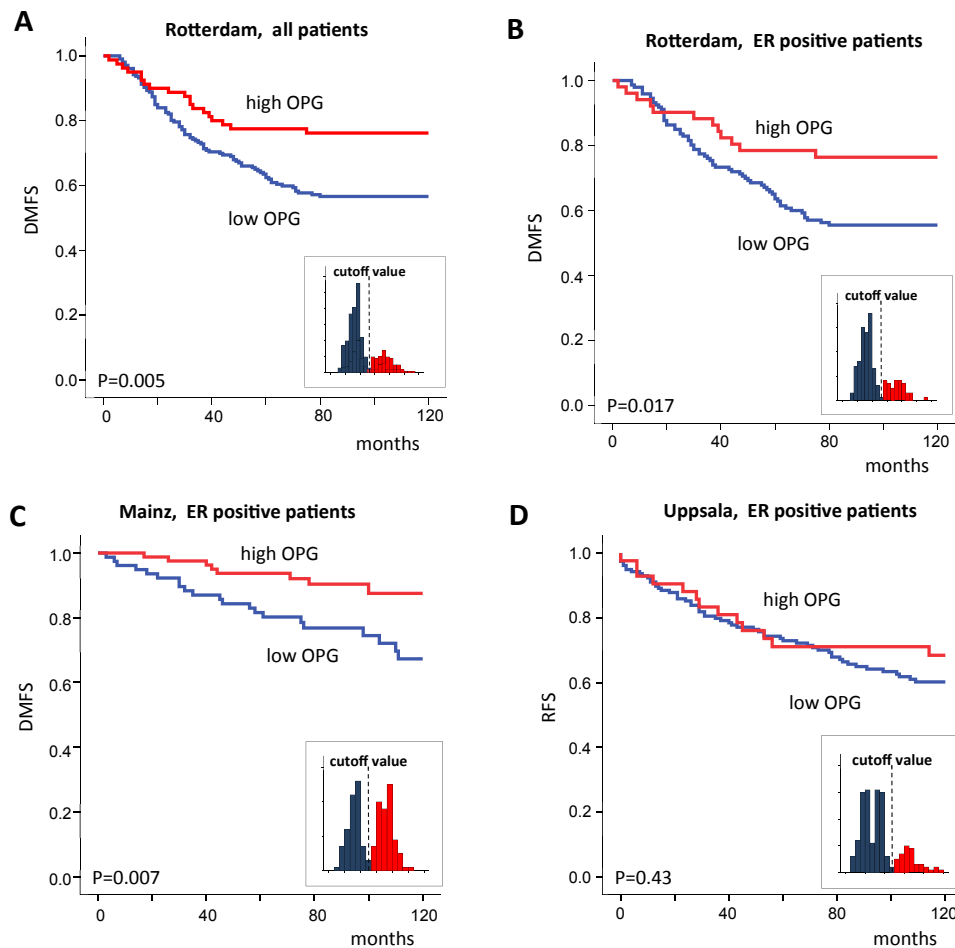 A
Rotterdam, all patients
1.0
0.8
0.6
0.4
0.2
0.0
DMFS
high OPG
low OPG
cutoff value
P=0.005
0 40 80 120
months
B
Rotterdam, ER positive patients
1.0
0.8
0.6
0.4
0.2
0.0
DMFS
high OPG
low OPG
cutoff value
P=0.017
0 40 80 120
months
C
Mainz, ER positive patients
1.0
0.8
0.6
0.4
0.2
0.0
DMFS
high OPG
low OPG
cutoff value
P=0.007
0 40 80 120
months
D
Uppsala, ER positive patients
1.0
0.8
0.6
0.4
0.2
0.0
RFS
high OPG
low OPG
cutoff value
P=0.43
0 40 80 120
months